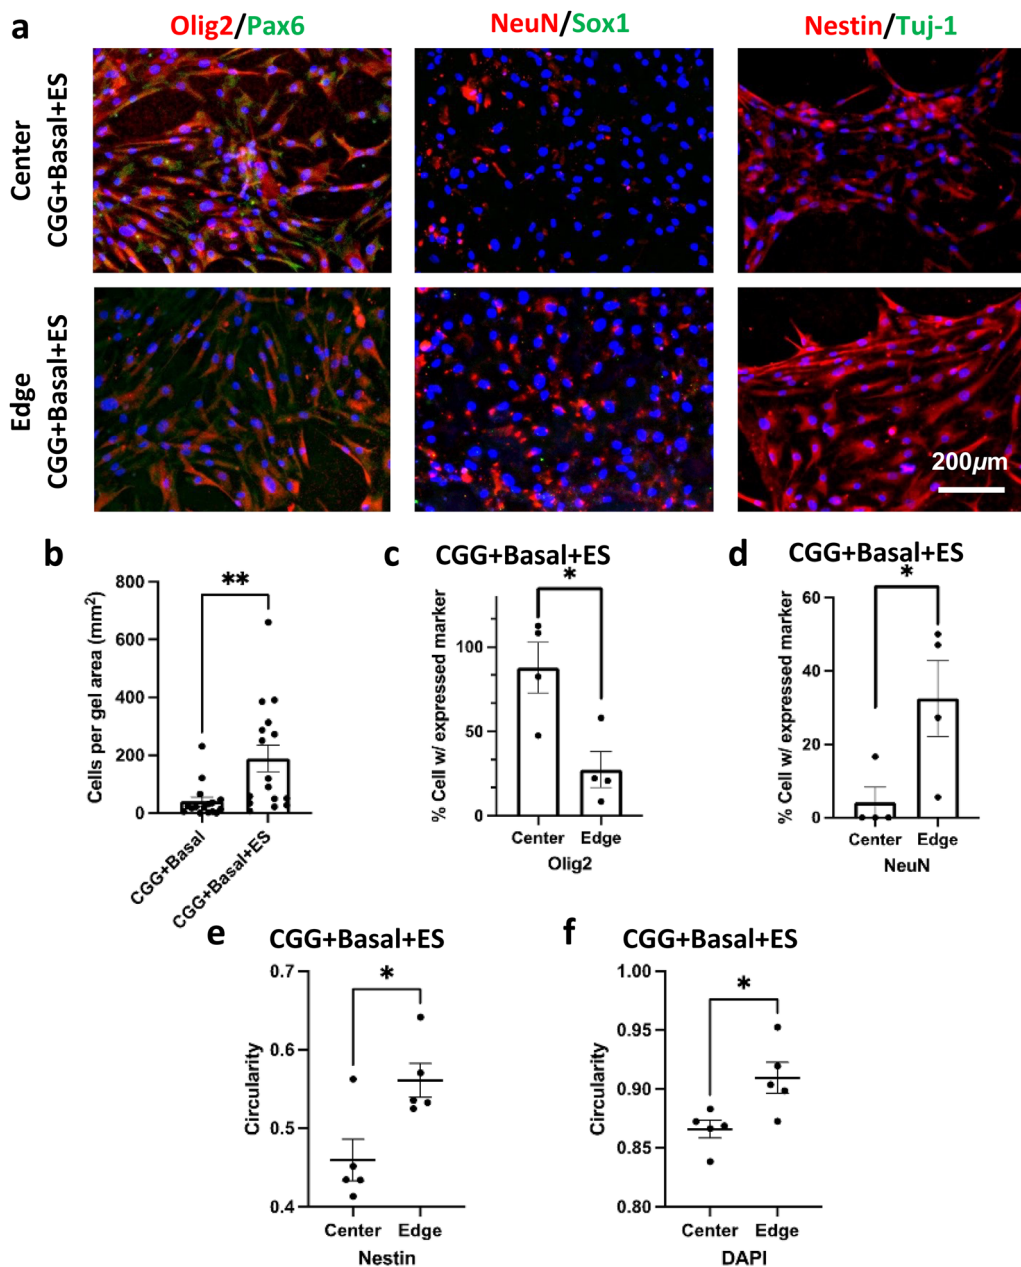 a
Olig2/Pax6
NeuN/Sox1
Nestin/Tuj-1
Center
CGG+Basal+ES
Edge
CGG+Basal+ES
200µm
b
800
600
400
200
0
Cells per gel area (mm²)
**
CGG+Basal
CGG+Basal+ES
c
CGG+Basal+ES
*
100
50
0
% Cell w/ expressed marker
Center
Edge
Olig2
d
CGG+Basal+ES
*
60
40
20
0
% Cell w/ expressed marker
Center
Edge
NeuN
e
CGG+Basal+ES
*
0.7
0.6
0.5
0.4
Circularity
Center
Edge
Nestin
f
CGG+Basal+ES
*
1.00
0.95
0.90
0.85
0.80
Circularity
Center
Edge
DAPI